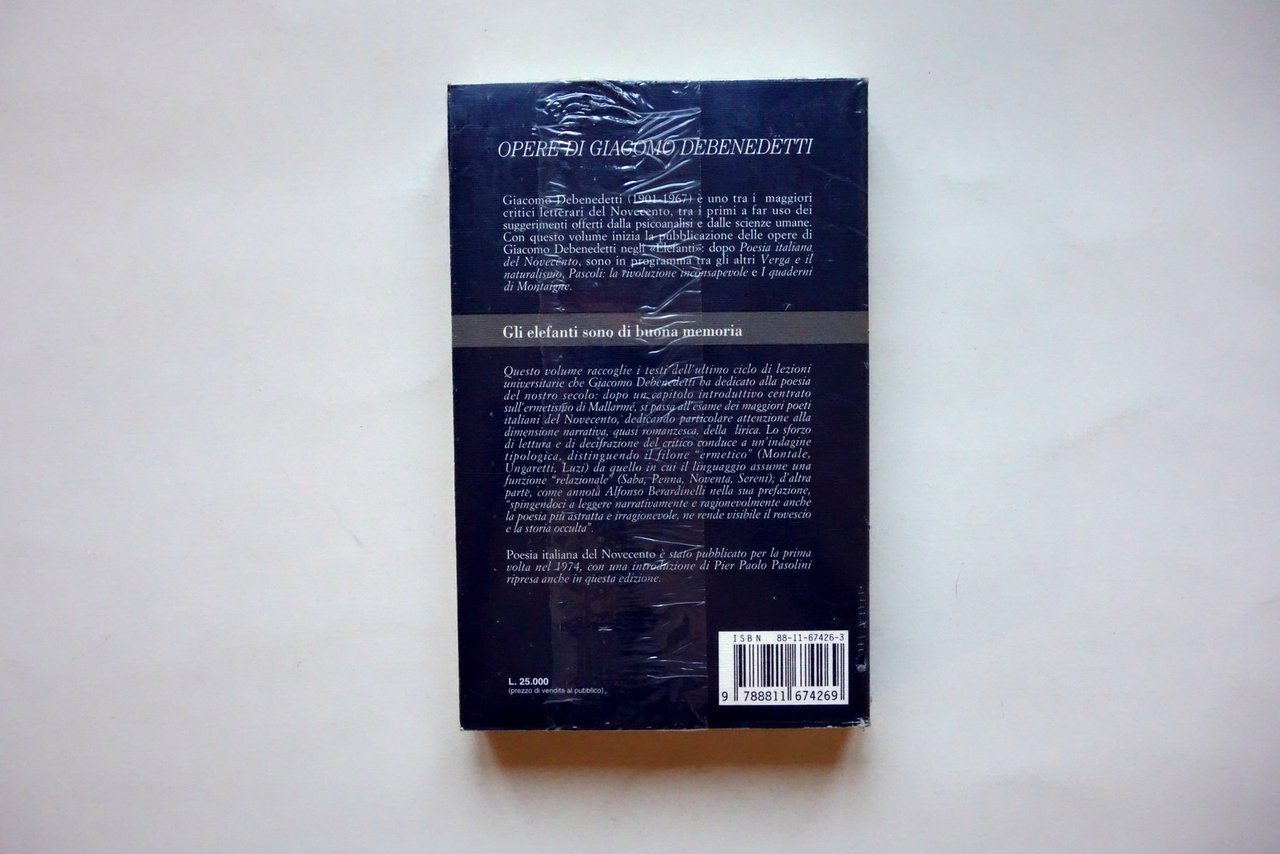 OPERE DI GIACOMO DEBENEDETTI
Giacomo Debenedetti (1901-1967) è uno tra i maggiori
critici letterari del Novecento, tra i primi a far uso dei
suggerimenti offerti dalla psicoanalisi e dalle scienze umane.
Con questo volume inizia la pubblicazione delle opere di
Giacomo Debenedetti negli «Elefanti»: dopo Poesia italiana
del Novecento, sono in programma tra gli altri Verga e il
naturalismo, Pascoli: la rivoluzione inconsapevole e I quaderni
di Montaigne.
Gli elefanti sono di buona memoria
Questo volume raccoglie i testi dell'ultimo ciclo di lezioni
universitarie che Giacomo Debenedetti ha dedicato alla poesia
del nostro secolo: dopo un capitolo introduttivo centrato
sull'ermetismo di Mallarmé, si passa all'esame dei maggiori poeti
italiani del Novecento, dedicando particolare attenzione alla
dimensione narrativa, quasi romanzesca, della lirica. Lo sforzo
di lettura e di decifrazione del critico conduce a un'indagine
tipologica, distinguendo il filone "ermetico" (Montale,
Ungaretti, Luzi) da quello in cui il linguaggio assume una
funzione "relazionale" (Saba, Penna, Noventa, Sereni); d'altra
parte, come annota Alfonso Berardinelli nella sua prefazione,
"spingendoci a leggere narrativamente e ragionevolmente anche
la poesia più astratta e irragionevole, ne rende visibile il rovescio
e la storia occulta".
Poesia italiana del Novecento è stato pubblicato per la prima
volta nel 1974, con una introduzione di Pier Paolo Pasolini
ripresa anche in questa edizione.
ISBN 88-11-67426-3
9 788811 674269
L. 25.000
(prezzo di vendita al pubblico)